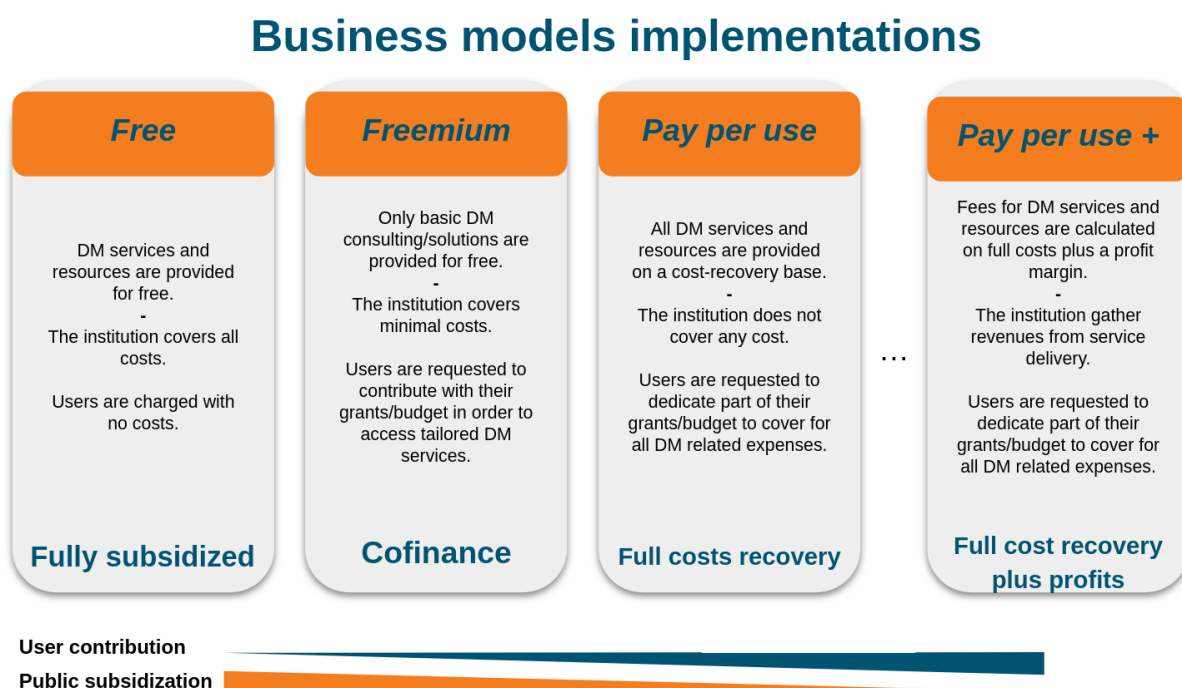 Business models implementations
Free
DM services and
resources are provided
for free.
-
The institution covers all
costs.
Users are charged with
no costs.
Fully subsidized
Freemium
Only basic DM
consulting/solutions are
provided for free.
-
The institution covers
minimal costs.
Users are requested to
contribute with their
grants/budget in order to
access tailored DM
services.
Cofinance
Pay per use
All DM services and
resources are provided
on a cost-recovery base.
-
The institution does not
cover any cost.
Users are requested to
dedicate part of their
grants/budget to cover for
all DM related expenses.
Full costs recovery
...
Pay per use +
Fees for DM services and
resources are calculated
on full costs plus a profit
margin.
-
The institution gather
revenues from service
delivery.
Users are requested to
dedicate part of their
grants/budget to cover for
all DM related expenses.
Full cost recovery
plus profits
User contribution
Public subsidization